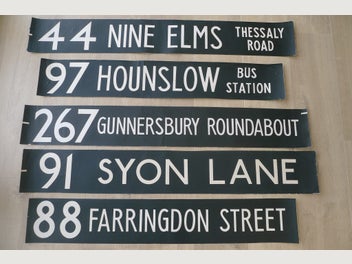 44 NINE ELMS THESSALY ROAD
97 HOUNSLOW BUS STATION
267 GUNNERSBURY ROUNDABOUT
91 SYON LANE
88 FARRINGDON STREET